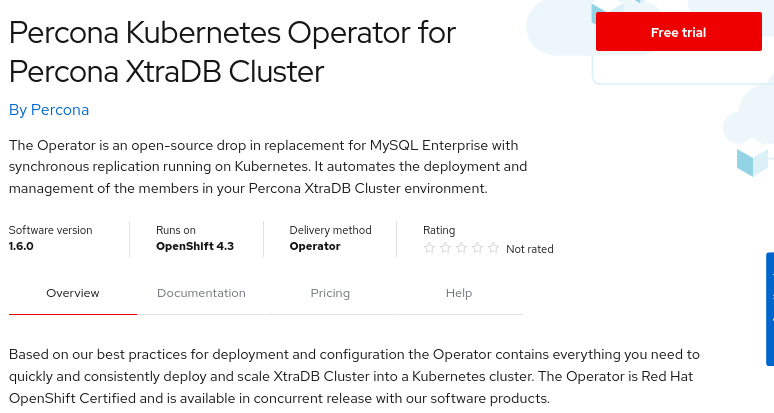 Percona Kubernetes Operator for
Percona XtraDB Cluster
Free trial
By Percona
The Operator is an open-source drop in replacement for MySQL Enterprise with
synchronous replication running on Kubernetes. It automates the deployment and
management of the members in your Percona XtraDB Cluster environment.
Software version
1.6.0
Runs on
OpenShift 4.3
Delivery method
Operator
Rating
Not rated
Overview
Documentation
Pricing
Help
Based on our best practices for deployment and configuration the Operator contains everything you need to
quickly and consistently deploy and scale XtraDB Cluster into a Kubernetes cluster. The Operator is Red Hat
OpenShift Certified and is available in concurrent release with our software products.